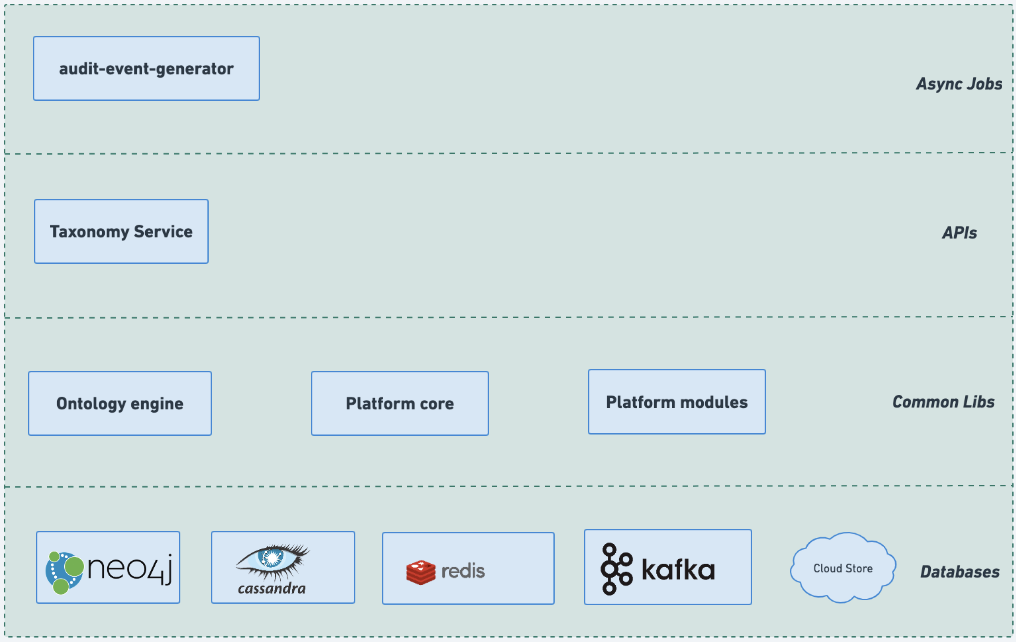 audit-event-generator
Async Jobs
Taxonomy Service
APIs
Ontology engine
Platform core
Platform modules
Common Libs
neo4j
cassandra
redis
kafka
Cloud Store
Databases